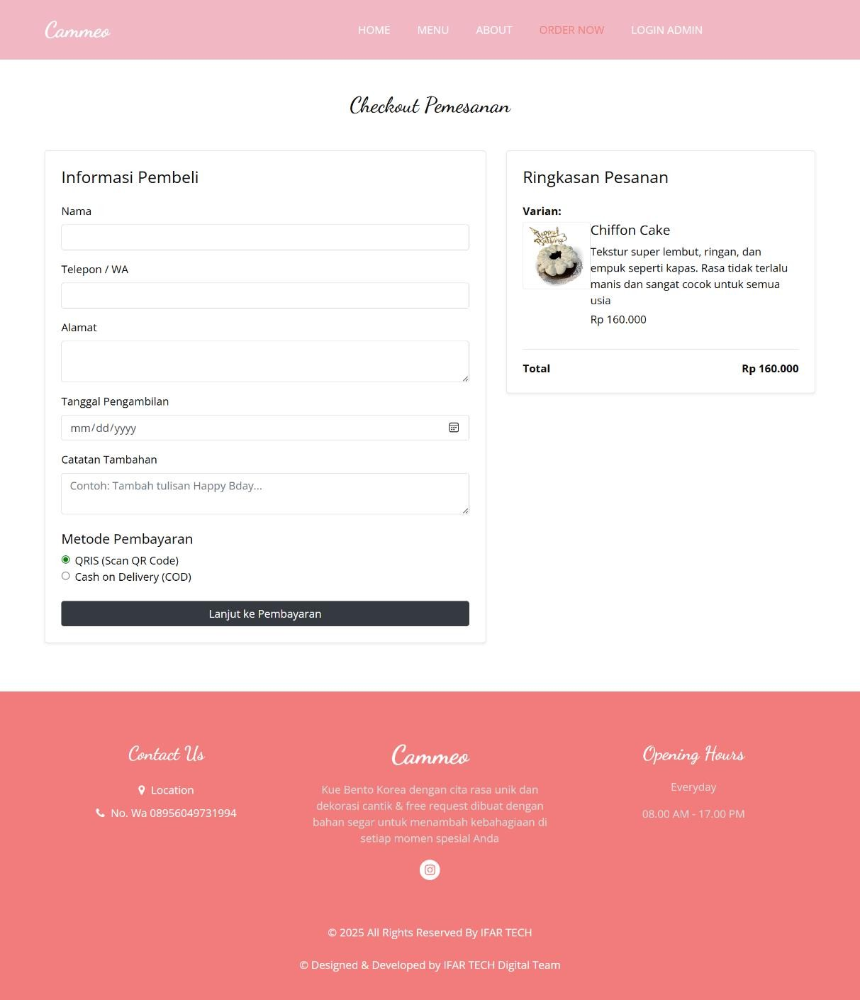 Cammeo
HOME MENU ABOUT ORDER NOW LOGIN ADMIN
Checkout Pemesanan
Informasi Pembeli
Nama
Telepon / WA
Alamat
Tanggal Pengambilan
mm/dd/yyyy
Catatan Tambahan
Contoh: Tambah tulisan Happy Bday...
Metode Pembayaran
QRIS (Scan QR Code)
Cash on Delivery (COD)
Lanjut ke Pembayaran
Ringkasan Pesanan
Varian:
Happy
Birthday
Chiffon Cake
Tekstur super lembut, ringan, dan
empuk seperti kapas. Rasa tidak terlalu
manis dan sangat cocok untuk semua
usia
Rp 160.000
Total Rp 160.000
Contact Us
Location
No. Wa 08956049731994
Cammeo
Kue Bento Korea dengan cita rasa unik dan
dekorasi cantik & free request dibuat dengan
bahan segar untuk menambah kebahagiaan di
setiap momen spesial Anda
Opening Hours
Everyday
08.00 AM - 17.00 PM
© 2025 All Rights Reserved By IFAR TECH
© Designed & Developed by IFAR TECH Digital Team